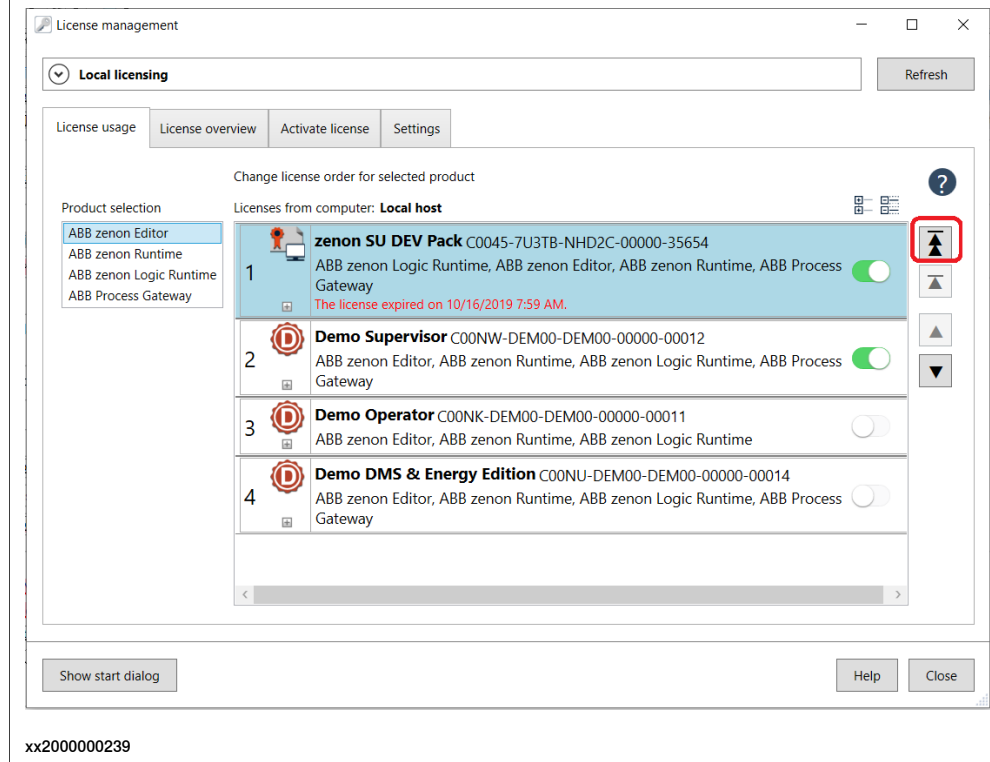 License management
Local licensing
Refresh
License usage
License overview
Activate license
Settings
Change license order for selected product
?
Product selection
Licenses from computer: Local host
ABB zenon Editor
ABB zenon Runtime
ABB zenon Logic Runtime
ABB Process Gateway
1
zenon SU DEV Pack C0045-7U3TB-NHD2C-00000-35654
ABB zenon Logic Runtime, ABB zenon Editor, ABB zenon Runtime, ABB Process
Gateway
The license expired on 10/16/2019 7:59 AM.
2
D
Demo Supervisor C00NW-DEM00-DEM00-00000-00012
ABB zenon Editor, ABB zenon Runtime, ABB zenon Logic Runtime, ABB Process
Gateway
3
D
Demo Operator C00NK-DEM00-DEM00-00000-00011
ABB zenon Editor, ABB zenon Runtime, ABB zenon Logic Runtime
4
D
Demo DMS & Energy Edition C00NU-DEM00-DEM00-00000-00014
ABB zenon Editor, ABB zenon Runtime, ABB zenon Logic Runtime, ABB Process
Gateway
Show start dialog
Help
Close
xx2000000239